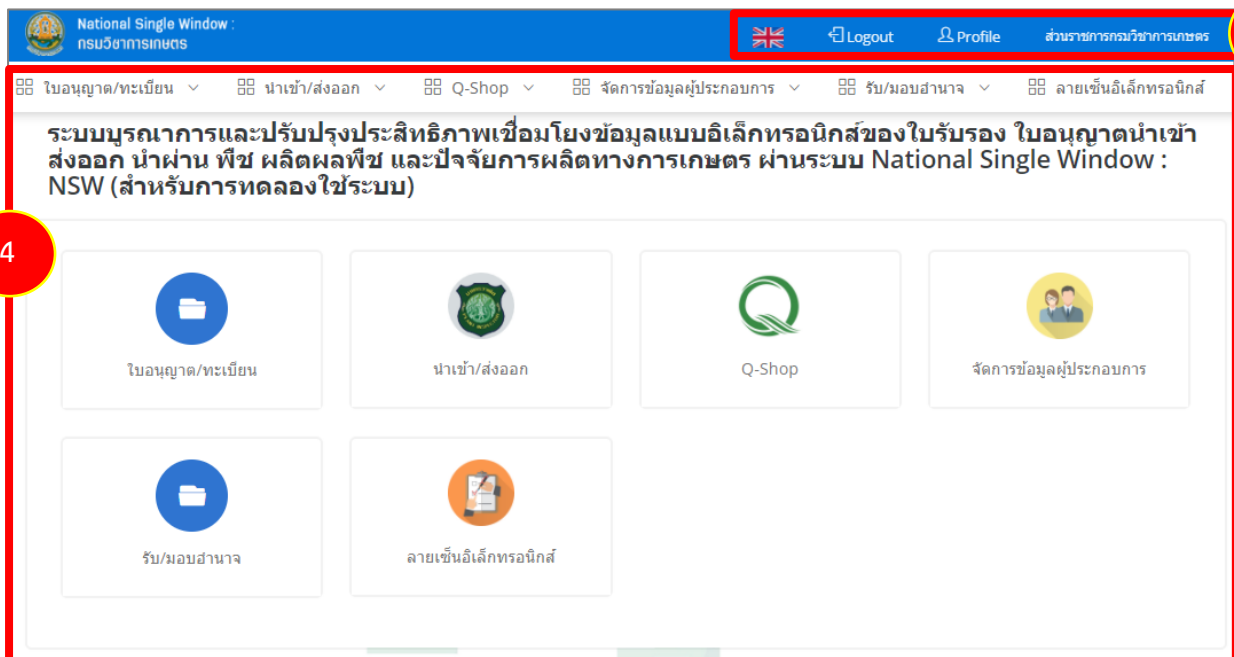 National Single Window :
กรมวิชาการเกษตร
Logout
Profile
ส่วนราชการกรมวิชาการเกษตร
ใบอนุญาต/ทะเบียน
นำเข้า/ส่งออก
Q-Shop
จัดการข้อมูลผู้ประกอบการ
รับ/มอบอำนาจ
ลายเซ็นอิเล็กทรอนิกส์
ระบบบูรณาการและปรับปรุงประสิทธิภาพเชื่อมโยงข้อมูลแบบอิเล็กทรอนิกส์ของใบรับรอง ใบอนุญาตนำเข้า
ส่งออก นำผ่าน พืช ผลิตผลพืช และปัจจัยการผลิตทางการเกษตร ผ่านระบบ National Single Window :
NSW (สำหรับการทดลองใช้ระบบ)
4
ใบอนุญาต/ทะเบียน
นำเข้า/ส่งออก
Q-Shop
จัดการข้อมูลผู้ประกอบการ
รับ/มอบอำนาจ
ลายเซ็นอิเล็กทรอนิกส์